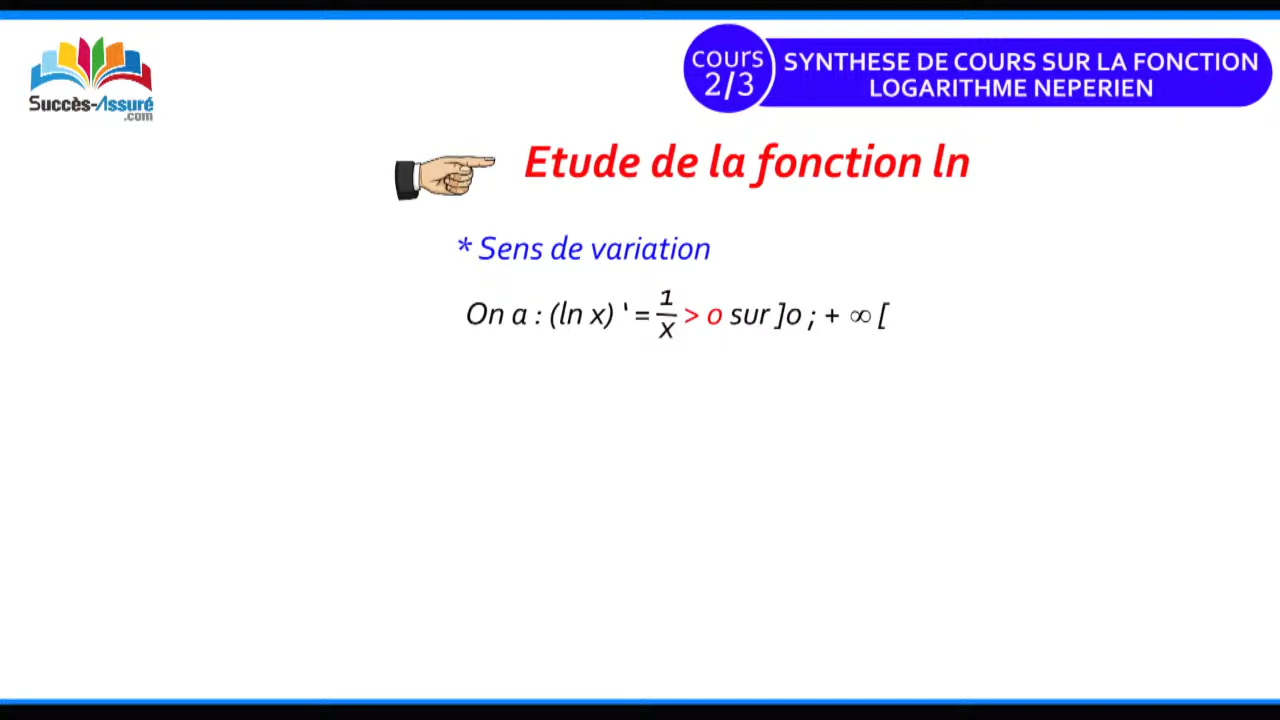 Succès-Assuré
.com
cours
2/3
SYNTHESE DE COURS SUR LA FONCTION
LOGARITHME NEPERIEN
Etude de la fonction ln
* Sens de variation
On a : (ln x) ' = 1/x > 0 sur ]0 ; + ∞ [